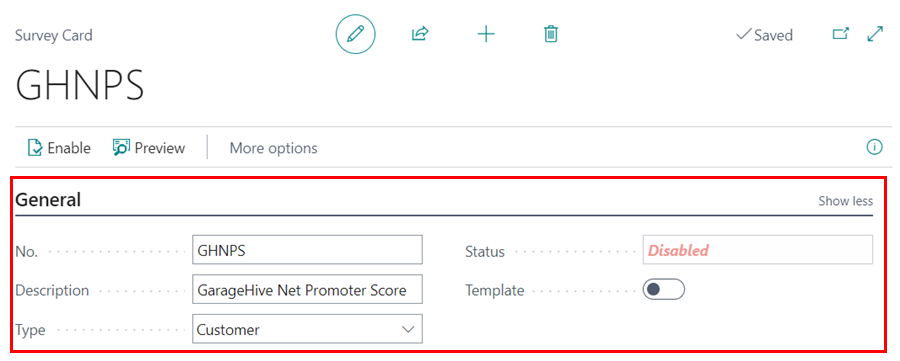 Survey Card
Saved
GHNPS
Enable Preview More options
General Show less
No. GHNPS Status Disabled
Description GarageHive Net Promoter Score Template
Type Customer